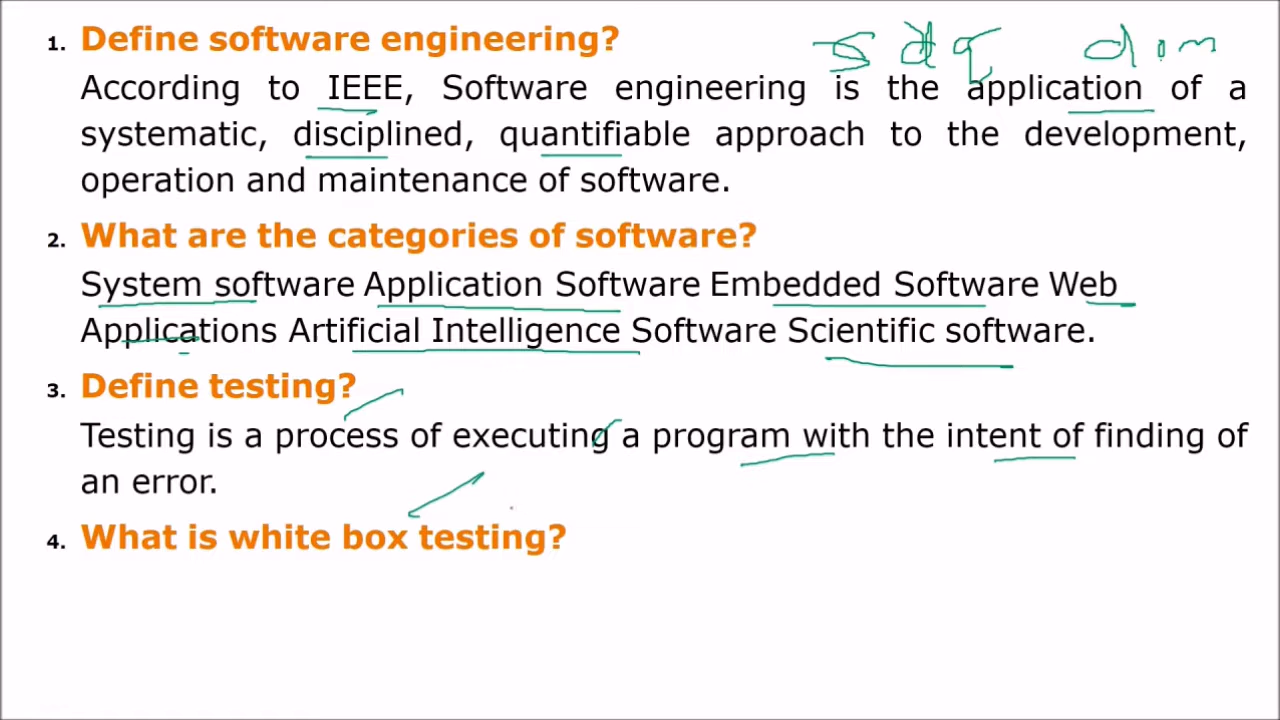 s d q d o m
1. Define software engineering?
According to IEEE, Software engineering is the application of a
systematic, disciplined, quantifiable approach to the development,
operation and maintenance of software.
2. What are the categories of software?
System software Application Software Embedded Software Web
Applications Artificial Intelligence Software Scientific software.
3. Define testing?
Testing is a process of executing a program with the intent of finding of
an error.
4. What is white box testing?